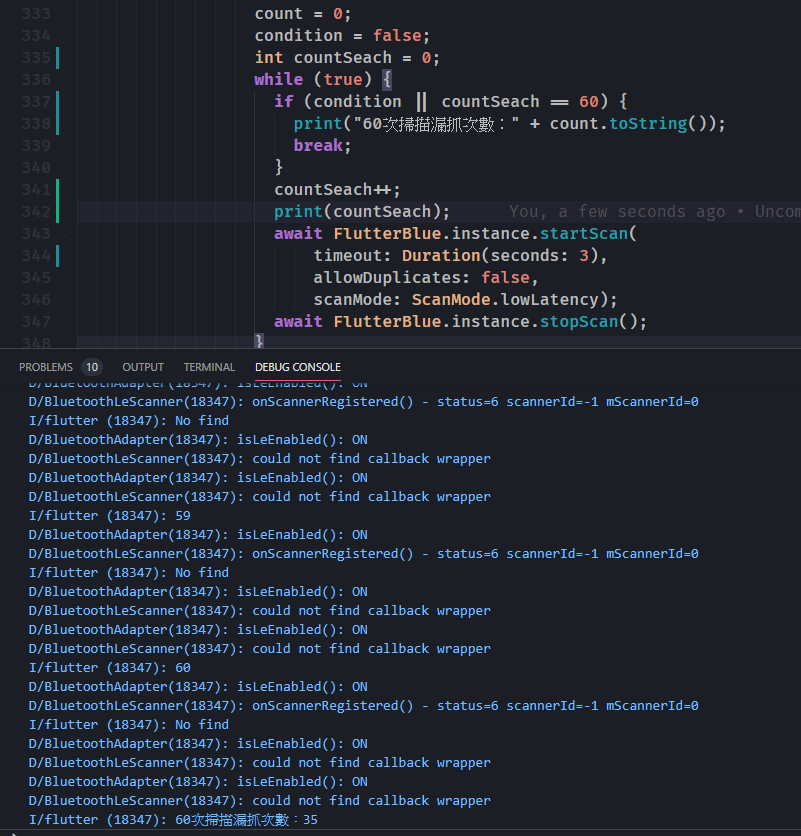 333 count = 0;
334 condition = false;
335 int countSeach = 0;
336 while (true) {
337 if (condition || countSeach == 60) {
338 print("60次掃描漏抓次數：" + count.toString());
339 break;
340 }
341 countSeach++;
342 print(countSeach); You, a few seconds ago • Uncom
343 await FlutterBlue.instance.startScan(
344 timeout: Duration(seconds: 3),
345 allowDuplicates: false,
346 scanMode: ScanMode.lowLatency);
347 await FlutterBlue.instance.stopScan();
348 }
PROBLEMS 10 OUTPUT TERMINAL DEBUG CONSOLE
D/BluetoothAdapter(18347): isLeEnabled(): ON
D/BluetoothLeScanner(18347): onScannerRegistered() - status=6 scannerId=-1 mScannerId=0
I/flutter (18347): No find
D/BluetoothAdapter(18347): isLeEnabled(): ON
D/BluetoothLeScanner(18347): could not find callback wrapper
D/BluetoothAdapter(18347): isLeEnabled(): ON
D/BluetoothLeScanner(18347): could not find callback wrapper
I/flutter (18347): 59
D/BluetoothAdapter(18347): isLeEnabled(): ON
D/BluetoothLeScanner(18347): onScannerRegistered() - status=6 scannerId=-1 mScannerId=0
I/flutter (18347): No find
D/BluetoothAdapter(18347): isLeEnabled(): ON
D/BluetoothLeScanner(18347): could not find callback wrapper
D/BluetoothAdapter(18347): isLeEnabled(): ON
D/BluetoothLeScanner(18347): could not find callback wrapper
I/flutter (18347): 60
D/BluetoothAdapter(18347): isLeEnabled(): ON
D/BluetoothLeScanner(18347): onScannerRegistered() - status=6 scannerId=-1 mScannerId=0
I/flutter (18347): No find
D/BluetoothAdapter(18347): isLeEnabled(): ON
D/BluetoothLeScanner(18347): could not find callback wrapper
D/BluetoothAdapter(18347): isLeEnabled(): ON
D/BluetoothLeScanner(18347): could not find callback wrapper
I/flutter (18347): 60次掃描漏抓次數：35